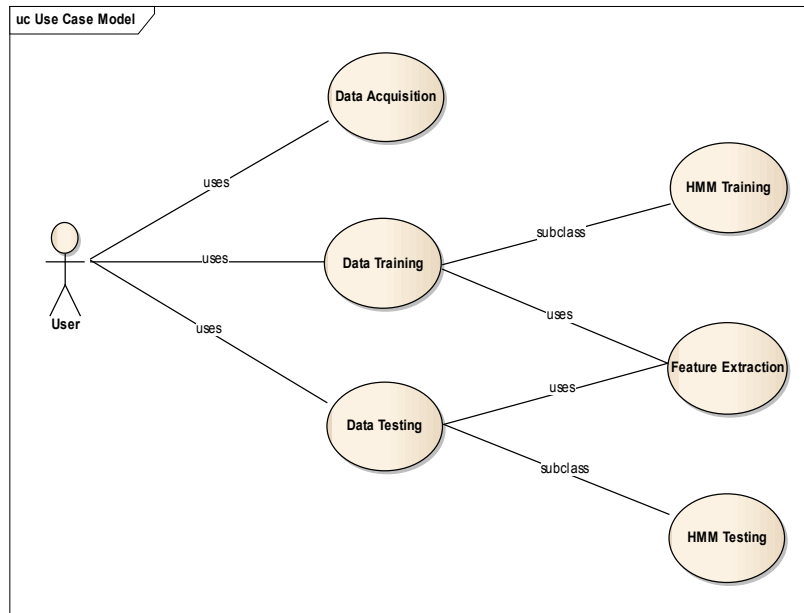 uc Use Case Model
Data Acquisition
uses
HMM Training
subclass
uses
Data Training
User
uses
uses
Feature Extraction
uses
Data Testing
subclass
HMM Testing